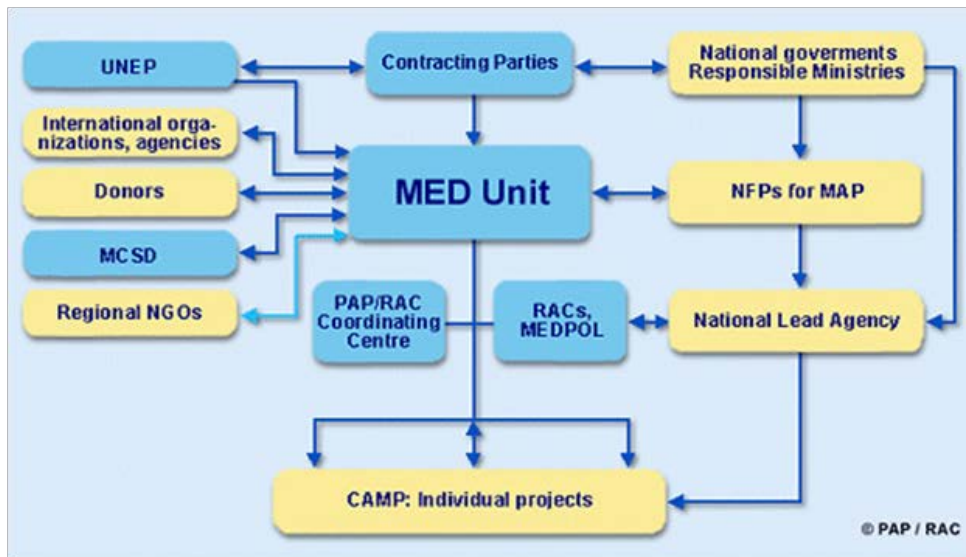 UNEP
Contracting Parties
National goverments
Responsible Ministries
International orga-
nizations, agencies
Donors
MED Unit
NFPs for MAP
MCSD
Regional NGOs
PAP/RAC
Coordinating
Centre
RACs,
MEDPOL
National Lead Agency
CAMP: Individual projects
© PAP / RAC